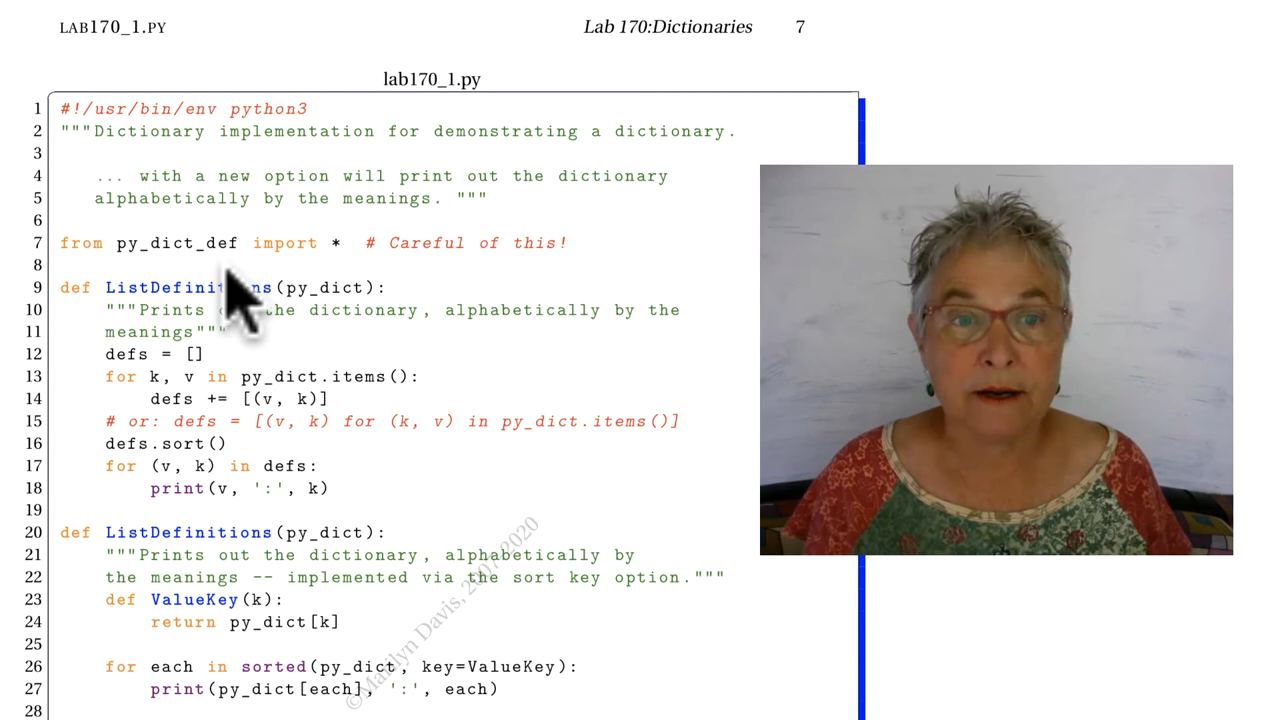 LAB170_1.PY Lab 170:Dictionaries 7
lab170_1.py
1 #!/usr/bin/env python3
2 """Dictionary implementation for demonstrating a dictionary.
3
4 ... with a new option will print out the dictionary
5 alphabetically by the meanings. """
6
7 from py_dict_def import * # Careful of this!
8
9 def ListDefinitions(py_dict):
10 """Prints the dictionary, alphabetically by the
11 meanings"""
12 defs = []
13 for k, v in py_dict.items():
14 defs += [(v, k)]
15 # or: defs = [(v, k) for (k, v) in py_dict.items()]
16 defs.sort()
17 for (v, k) in defs:
18 print(v, ':', k)
19
20 def ListDefinitions(py_dict):
21 """Prints out the dictionary, alphabetically by
22 the meanings -- implemented via the sort key option."""
23 def ValueKey(k):
24 return py_dict[k]
25
26 for each in sorted(py_dict, key=ValueKey):
27 print(py_dict[each], ':', each)
28
©Marilyn Davis, 2007-2020